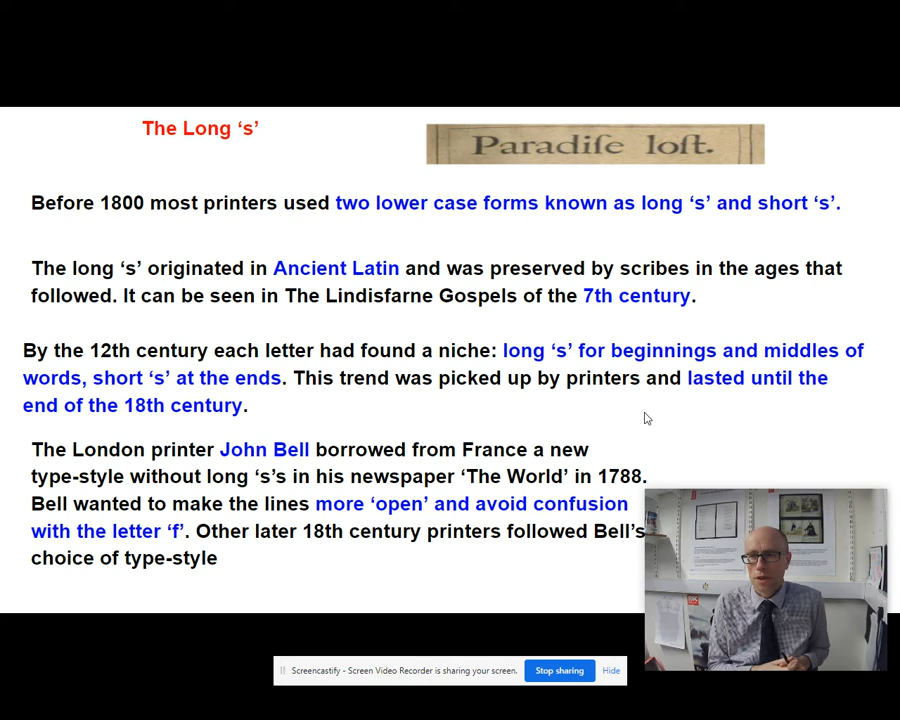 The Long ‘s’
Paradiſe loſt.
Before 1800 most printers used two lower case forms known as long ‘s’ and short ‘s’.
The long ‘s’ originated in Ancient Latin and was preserved by scribes in the ages that
followed. It can be seen in The Lindisfarne Gospels of the 7th century.
By the 12th century each letter had found a niche: long ‘s’ for beginnings and middles of
words, short ‘s’ at the ends. This trend was picked up by printers and lasted until the
end of the 18th century.
The London printer John Bell borrowed from France a new
type-style without long ‘s’s in his newspaper ‘The World’ in 1788.
Bell wanted to make the lines more ‘open’ and avoid confusion
with the letter ‘f’. Other later 18th century printers followed Bell’s
choice of type-style
Screencastify - Screen Video Recorder is sharing your screen.
Stop sharing
Hide